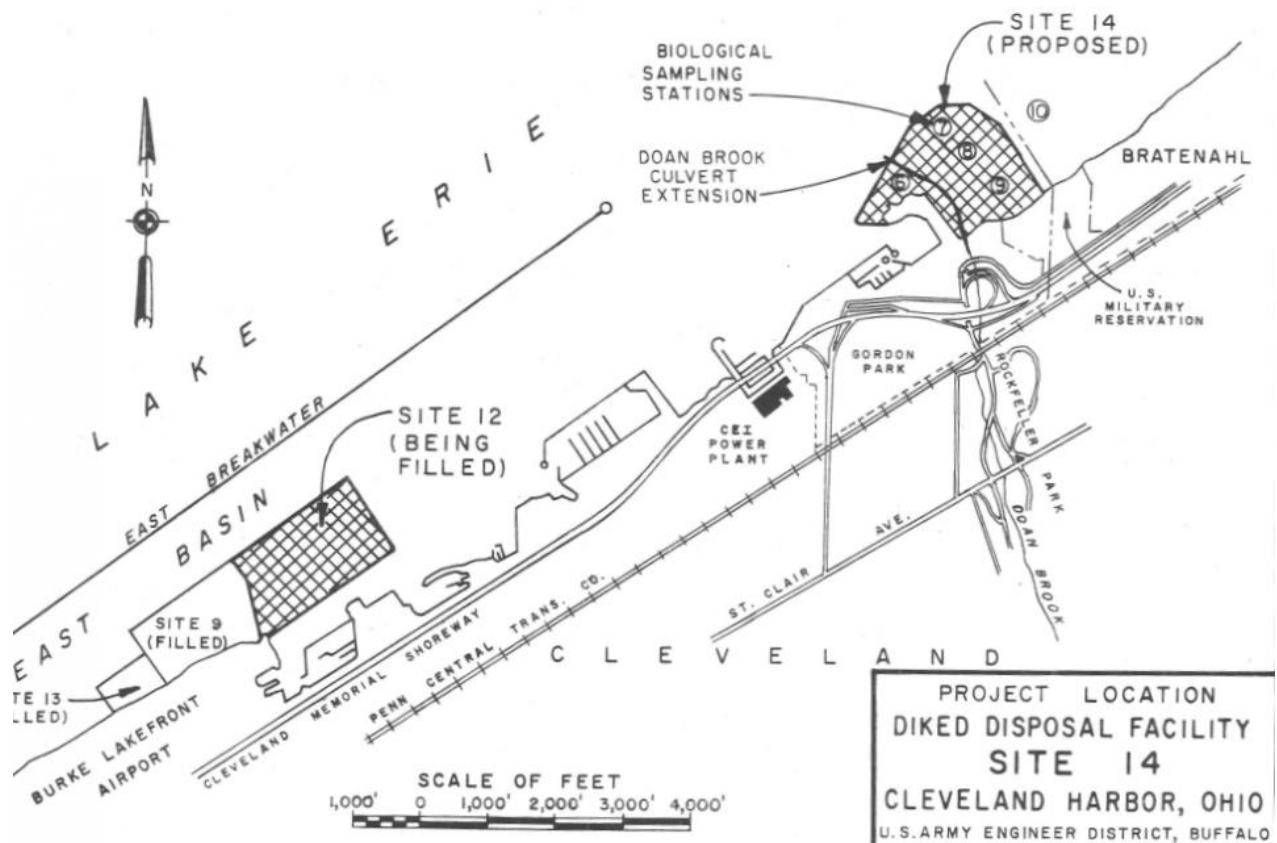 SITE 14
(PROPOSED)
BIOLOGICAL
SAMPLING
STATIONS
10
7
8
DOAN BROOK
CULVERT
EXTENSION
6
9
BRATENAHL
N
LAKE ERIE
U.S.
MILITARY
RESERVATION
GORDON
PARK
ROCKFELLER
PARK
CEI
POWER
PLANT
SITE 12
(BEING
FILLED)
EAST BREAKWATER
EAST BASIN
DOAN BROOK
ST. CLAIR AVE.
SITE 9
(FILLED)
TE 13
LLED)
PENN CENTRAL TRANS. CO.
CLEVELAND
CLEVELAND MEMORIAL SHOREWAY
BURKE LAKEFRONT
AIRPORT
SCALE OF FEET
1,000' 0 1,000' 2,000' 3,000' 4,000'
PROJECT LOCATION
DIKED DISPOSAL FACILITY
SITE 14
CLEVELAND HARBOR, OHIO
U.S. ARMY ENGINEER DISTRICT, BUFFALO